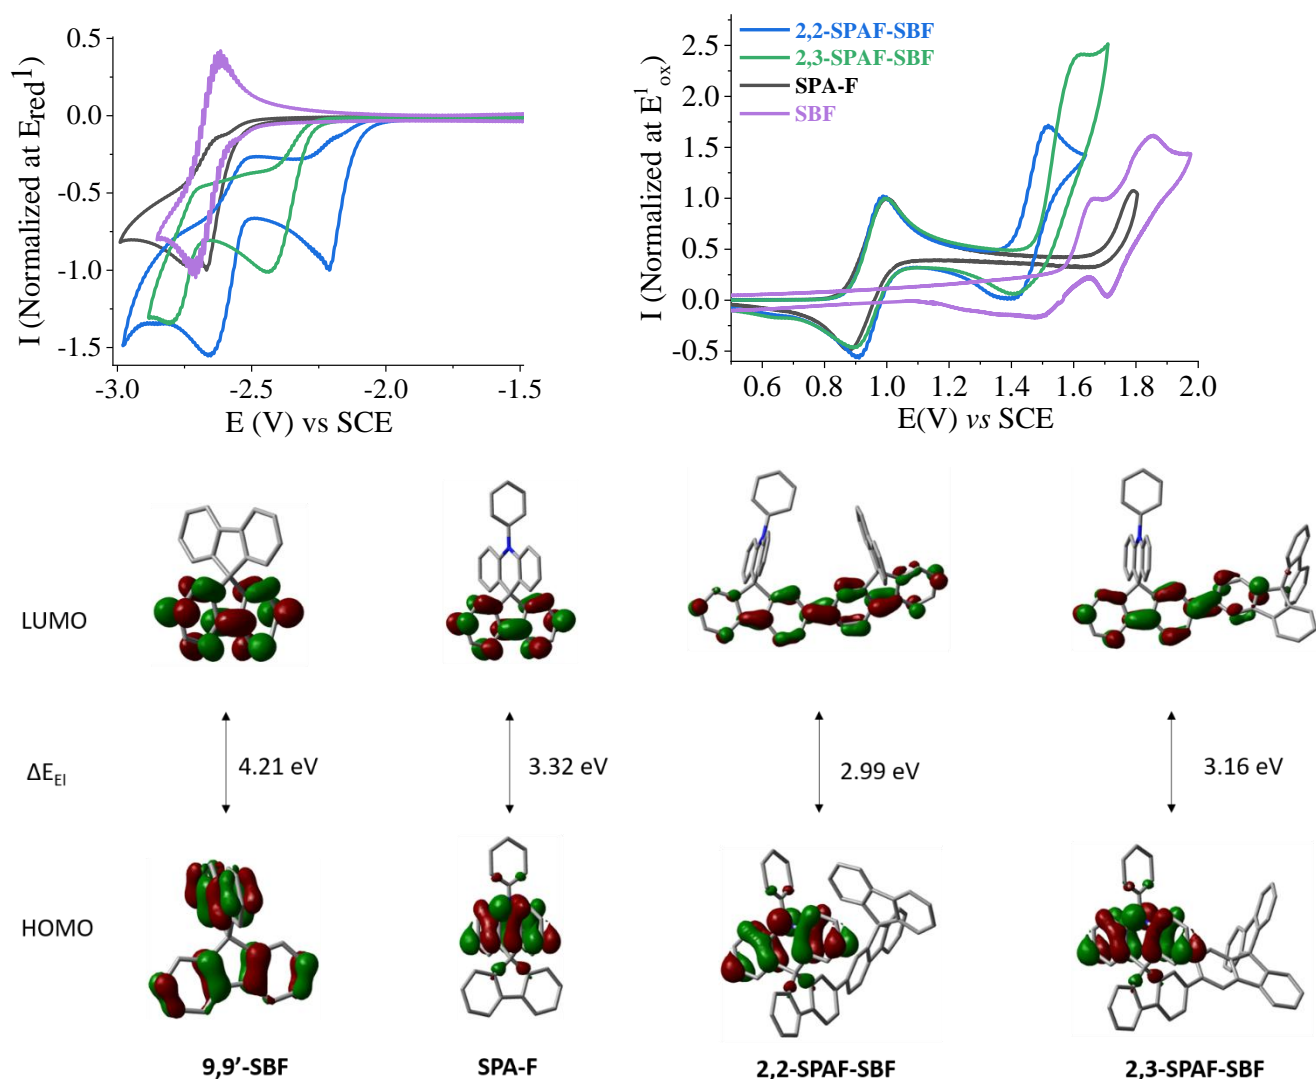 I (Normalized at Ered¹)
0.5
0.0
-0.5
-1.0
-1.5
-3.0 -2.5 -2.0 -1.5
E (V) vs SCE
I (Normalized at E¹ox)
2,2-SPAF-SBF
2,3-SPAF-SBF
SPA-F
SBF
2.5
2.0
1.5
1.0
0.5
0.0
-0.5
0.6 0.8 1.0 1.2 1.4 1.6 1.8 2.0
E(V) vs SCE
LUMO
ΔEEl 4.21 eV 3.32 eV 2.99 eV 3.16 eV
HOMO
9,9’-SBF SPA-F 2,2-SPAF-SBF 2,3-SPAF-SBF